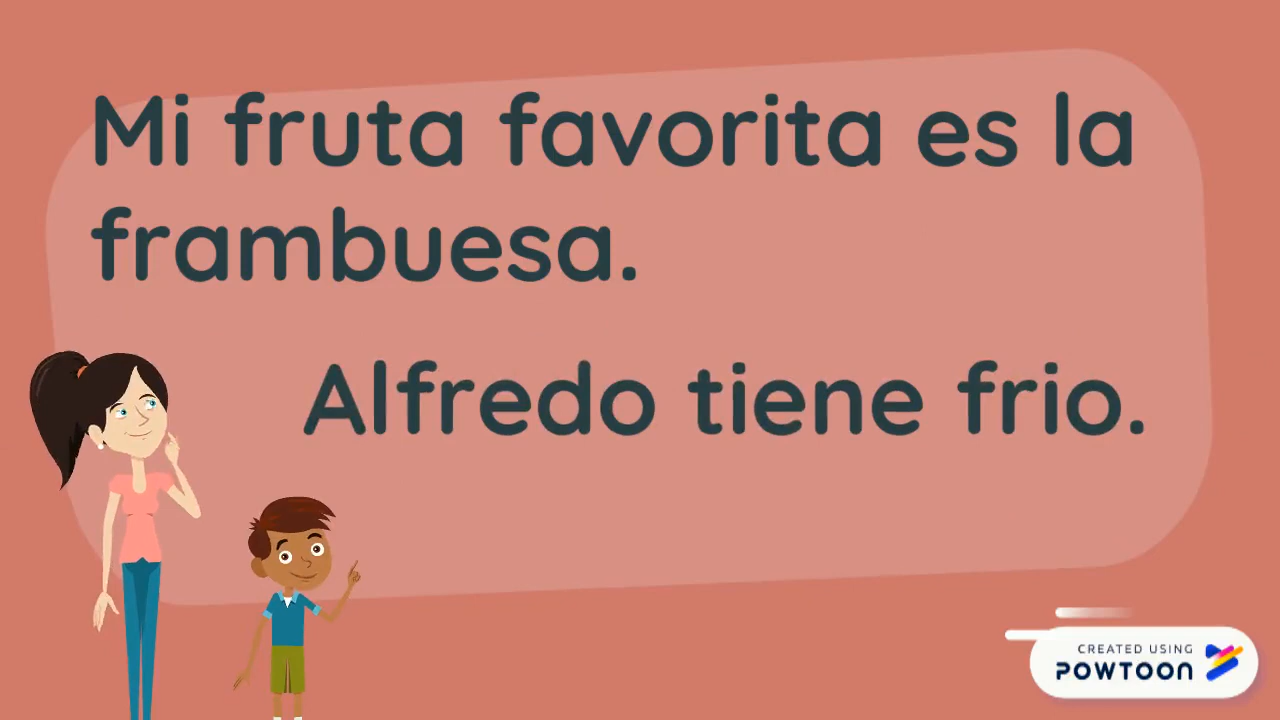 Mi fruta favorita es la
frambuesa.
Alfredo tiene frio.
CREATED USING
POWTOON